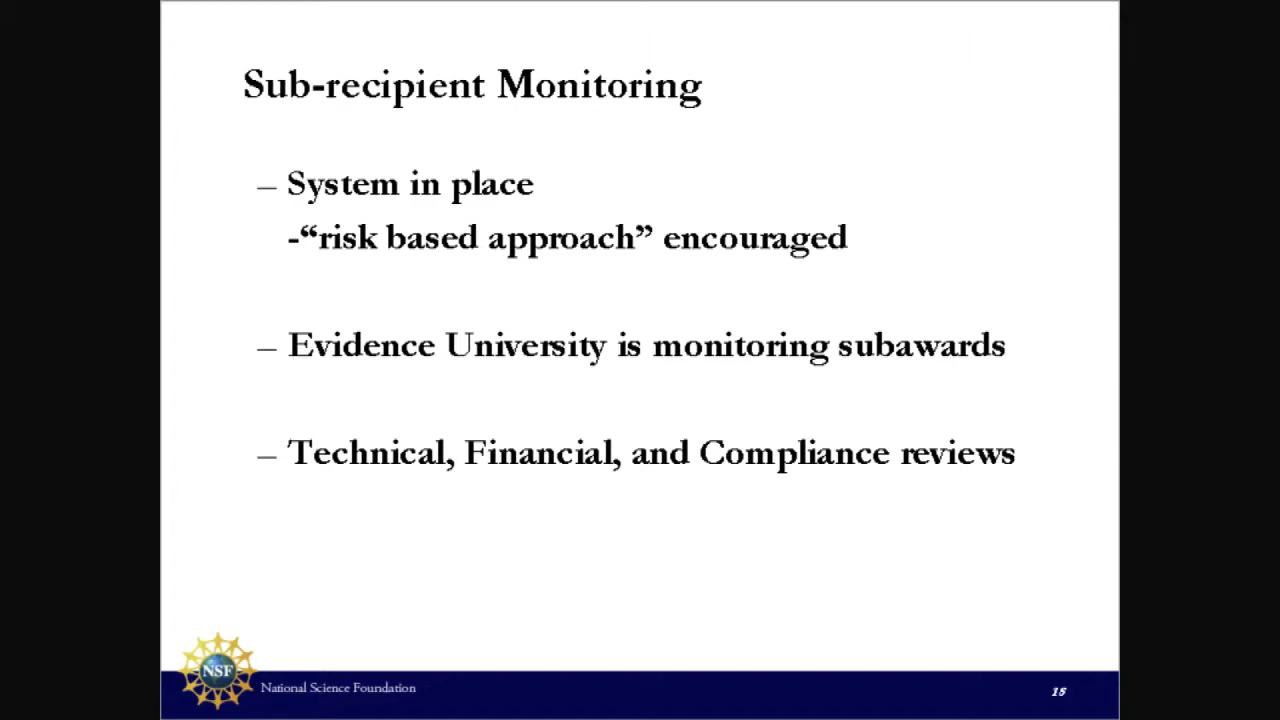 Sub-recipient Monitoring
– System in place
-“risk based approach” encouraged
– Evidence University is monitoring subawards
– Technical, Financial, and Compliance reviews
NSF
National Science Foundation
15